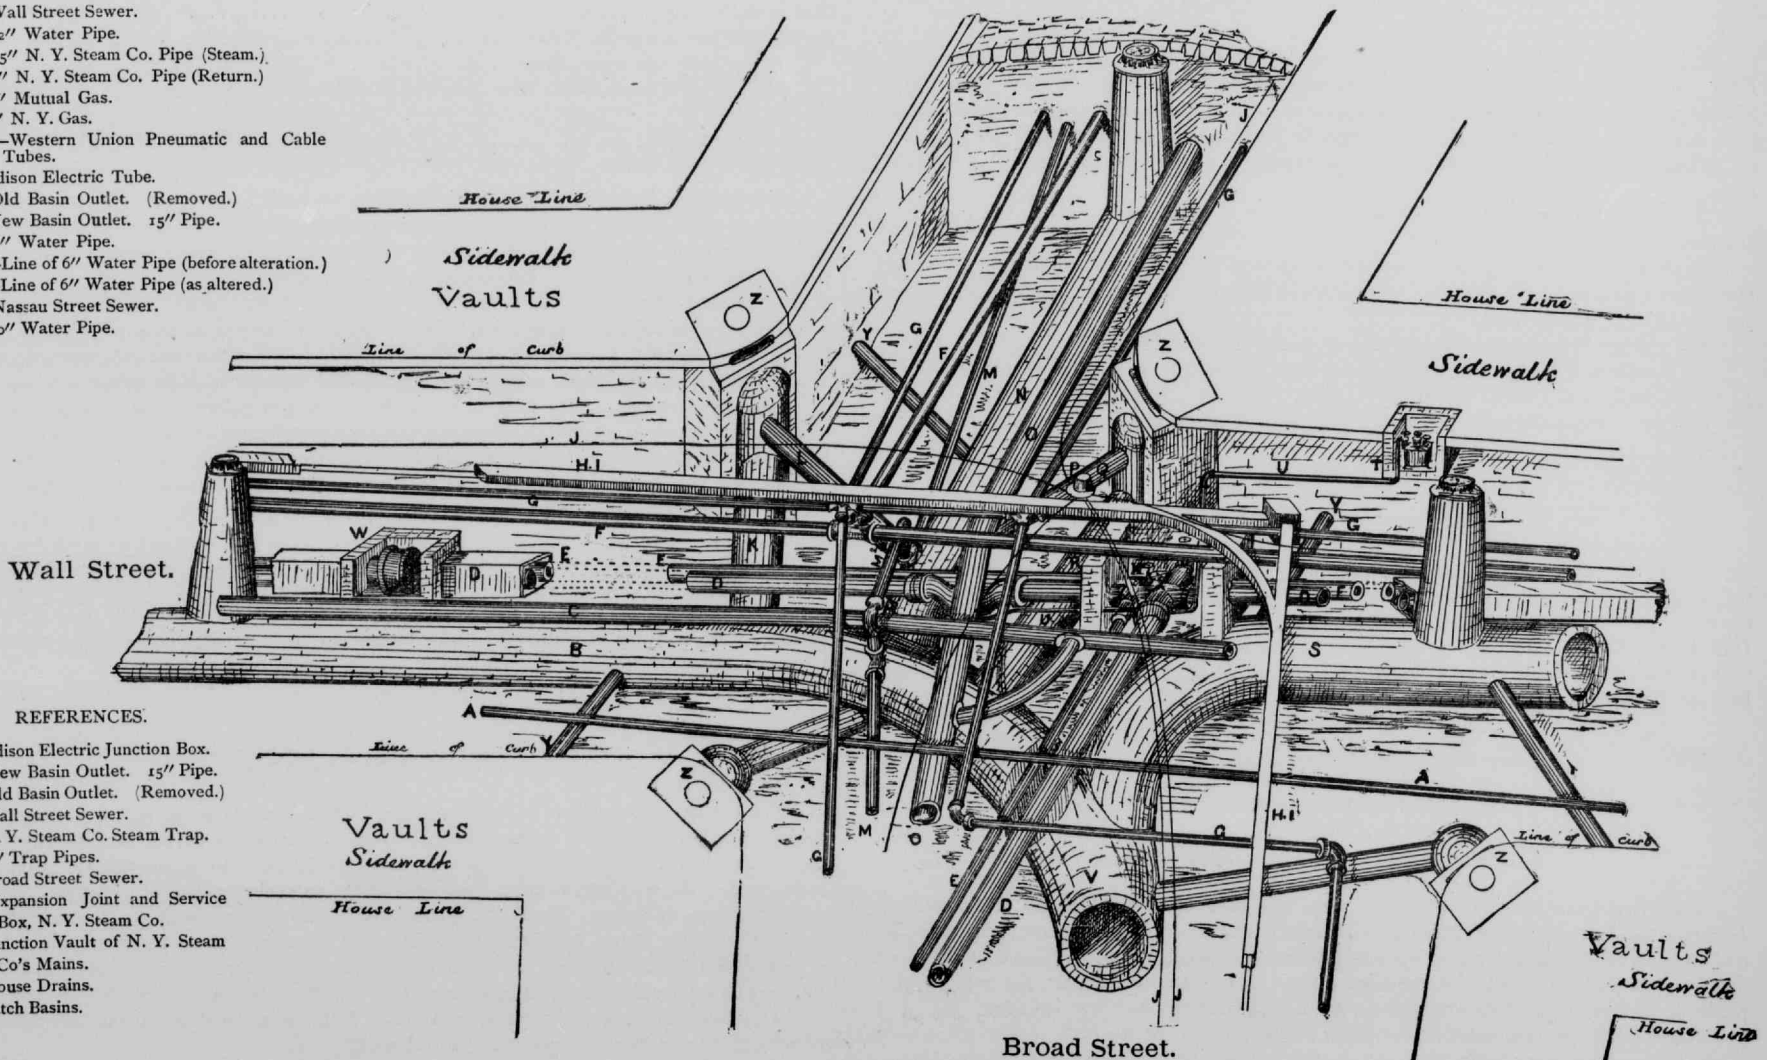 Wall Street Sewer.
2" Water Pipe.
5" N. Y. Steam Co. Pipe (Steam.)
" N. Y. Steam Co. Pipe (Return.)
" Mutual Gas.
" N. Y. Gas.
—Western Union Pneumatic and Cable
Tubes.
dison Electric Tube.
Old Basin Outlet. (Removed.)
New Basin Outlet. 15" Pipe.
" Water Pipe.
-Line of 6" Water Pipe (before alteration.)
Line of 6" Water Pipe (as altered.)
Nassau Street Sewer.
0" Water Pipe.
House Line
Sidewalk
Vaults
Line of Curb
Z
Z
J
G
S
House Line
Sidewalk
Y
G
F
M
N
O
J
H.I
L
P
Q
U
T
Y
G
G
F
W
E
E
D
D
K
R
X
D
E
Wall Street.
C
B
S
A
Line of Curb
Y
Z
A
Vaults
Sidewalk
House Line
M
G
O
G
H.I
E
D
V
Line of Curb
Z
J
J
Vaults
Sidewalk
House Line
Broad Street.
REFERENCES.
dison Electric Junction Box.
ew Basin Outlet. 15" Pipe.
ld Basin Outlet. (Removed.)
all Street Sewer.
. Y. Steam Co. Steam Trap.
" Trap Pipes.
road Street Sewer.
xpansion Joint and Service
Box, N. Y. Steam Co.
nction Vault of N. Y. Steam
Co's Mains.
ouse Drains.
tch Basins.